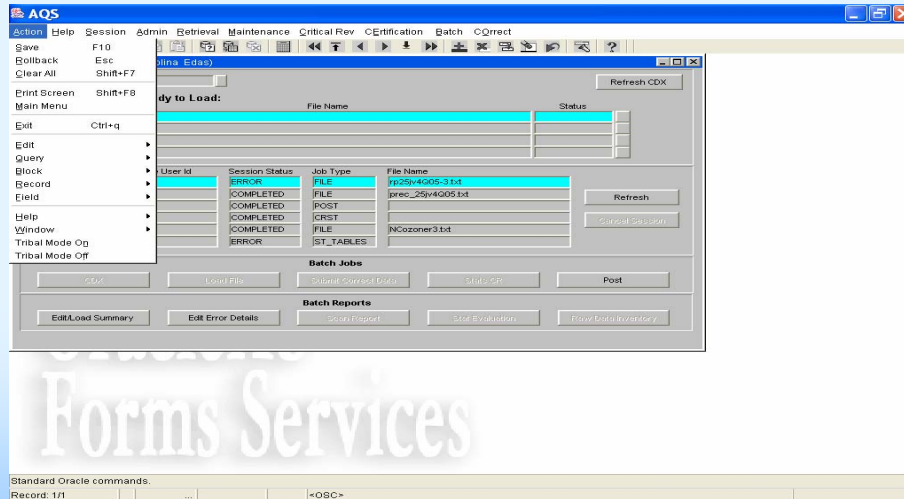 AQS
Action Help Session Admin Retrieval Maintenance Critical Rev CErtification Batch COrrect
Save F10
Rollback Esc
Clear All Shift+F7
Print Screen Shift+F8
Main Menu
Exit Ctrl+q
Edit
Query
Block
Record
Field
Help
Window
Tribal Mode On
Tribal Mode Off
olina Edas)
Refresh CDX
dy to Load:
File Name Status
User Id Session Status Job Type File Name
ERROR FILE rp25jv4Q05-3.txt
COMPLETED FILE prec_25jv4Q05.txt
COMPLETED POST
COMPLETED CRST
COMPLETED FILE NCozoner3.txt
ERROR ST_TABLES
Refresh
Cancel Session
Batch Jobs
CDX Load File Submit Correct Data Stats CR Post
Batch Reports
Edit/Load Summary Edit Error Details Scan Report Stat Evaluation Raw Data Inventory
Forms Services
Standard Oracle commands.
Record: 1/1 ... <OSC>